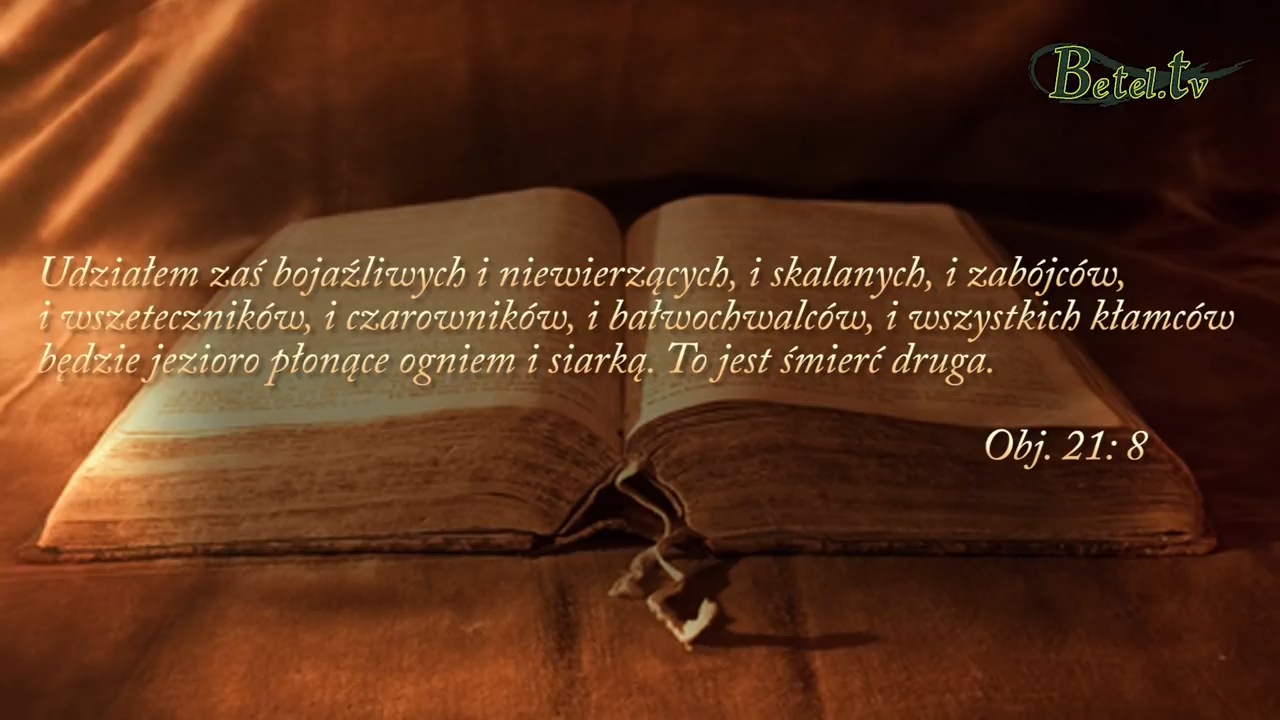 Betel.tv
Udziałem zaś bojaźliwych i niewierzących, i skalanych, i zabójców,
i wszeteczników, i czarowników, i bałwochwalców, i wszystkich kłamców
będzie jezioro płonące ogniem i siarką. To jest śmierć druga.
Obj. 21: 8